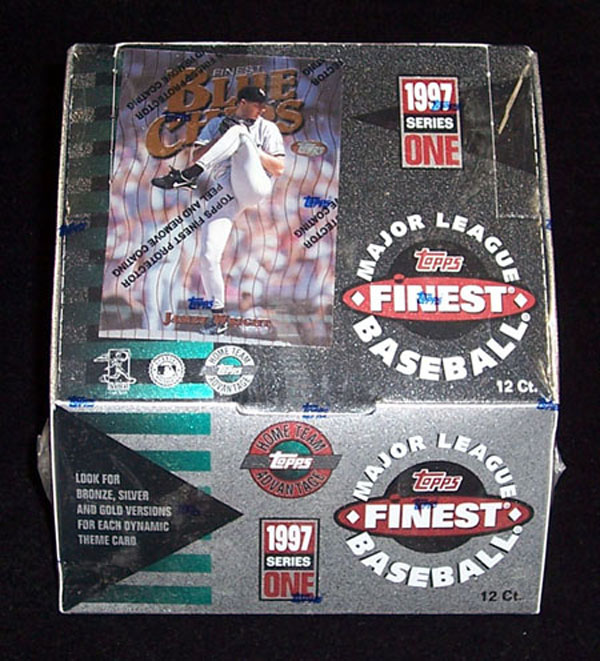 FINEST
BLUE
CHIPS
TOPPS FINEST PROTECTOR
PEEL AND REMOVE COATING
1997
SERIES
ONE
MAJOR LEAGUE
Topps
FINEST
BASEBALL
12 Ct.
HOME TEAM
Topps
ADVANTAGE
HOME TEAM
Topps
ADVANTAGE
MAJOR LEAGUE
Topps
FINEST
BASEBALL
LOOK FOR
BRONZE, SILVER
AND GOLD VERSIONS
FOR EACH DYNAMIC
THEME CARD.
1997
SERIES
ONE
12 Ct.